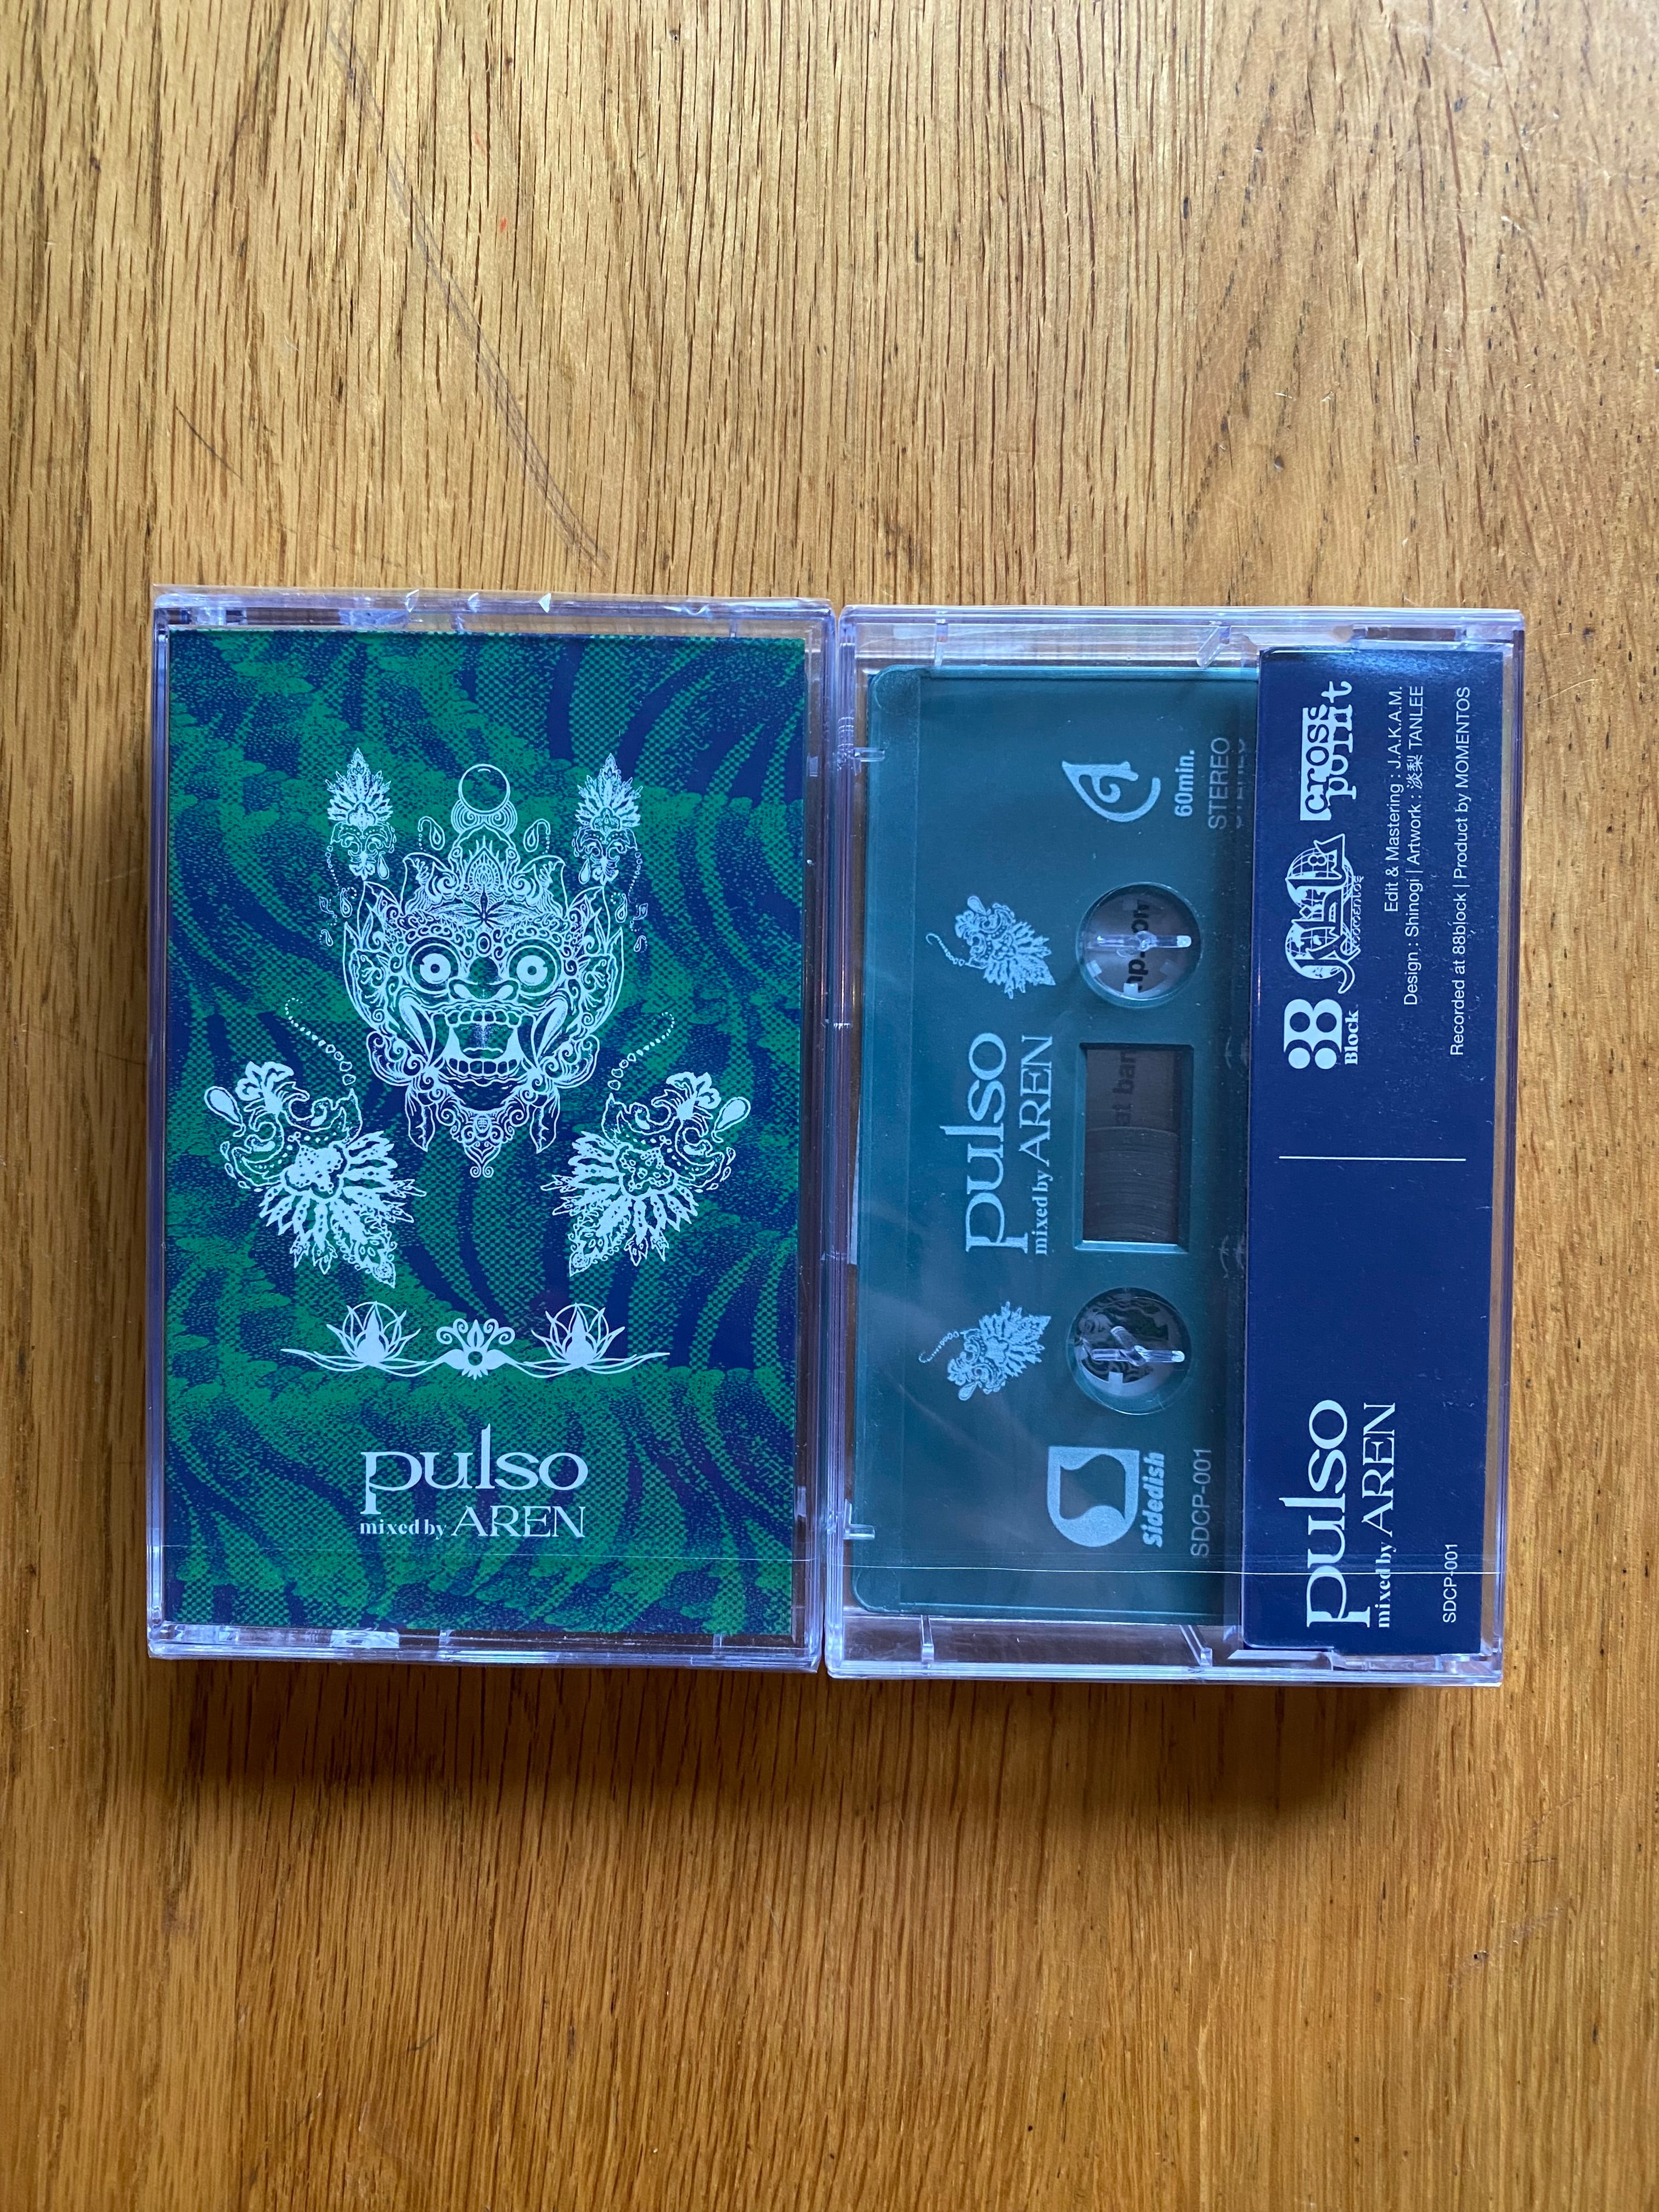 pulso
mixed by AREN
pulso
mixed by AREN
60min.
STEREO
Sidedish
SDCP-001
pulso
mixed by AREN
SDCP-001
88
Block
Momentos
cross
point
Edit & Mastering : J.A.K.A.M.
Design : Shinogi | Artwork : 淡梨 TANLEE
Recorded at 88block | Product by MOMENTOS